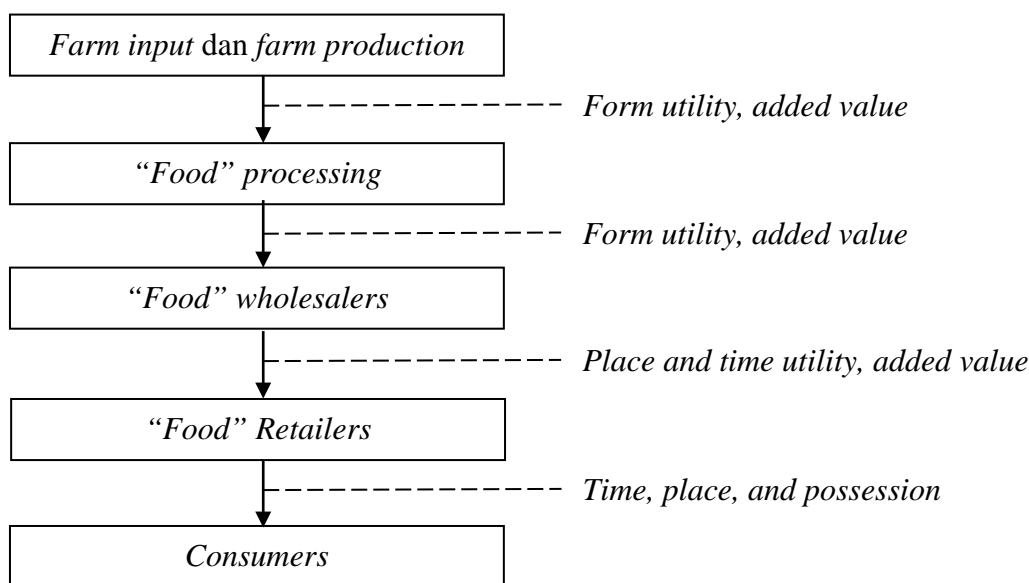 Farm input dan farm production
Form utility, added value
“Food” processing
Form utility, added value
“Food” wholesalers
Place and time utility, added value
“Food” Retailers
Time, place, and possession
Consumers